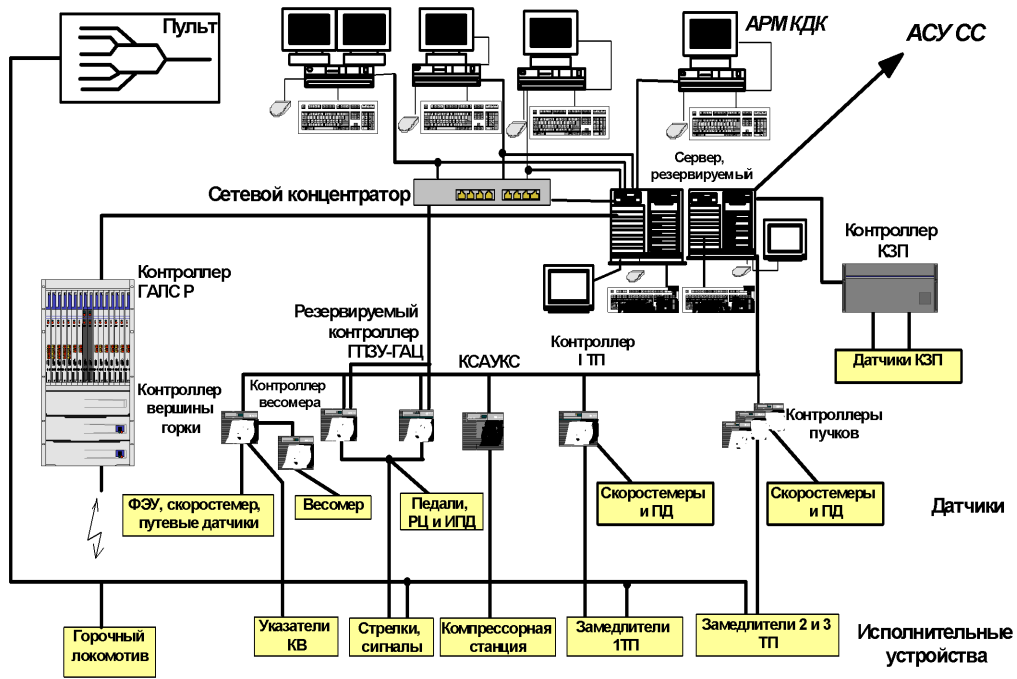 Пульт
АРМ КДК
АСУ СС
Сервер,
резервируемый
Сетевой концентратор
Контроллер
КЗП
Контроллер
ГАЛС Р
Резервируемый
контроллер
ГПЗУ-ГАЦ
Контроллер
I ТП
Датчики КЗП
КСАУКС
Контроллер
весомера
Контроллер
вершины
горки
Контроллеры
пучков
ФЭУ, скоростемер,
путевые датчики
Весомер
Педали,
РЦ и ИПД
Скоростемеры
и ПД
Скоростемеры
и ПД
Датчики
Горочный
локомотив
Указатели
КВ
Стрелки,
сигналы
Компрессорная
станция
Замедлители
1ТП
Замедлители 2 и 3
ТП
Исполнительные
устройства